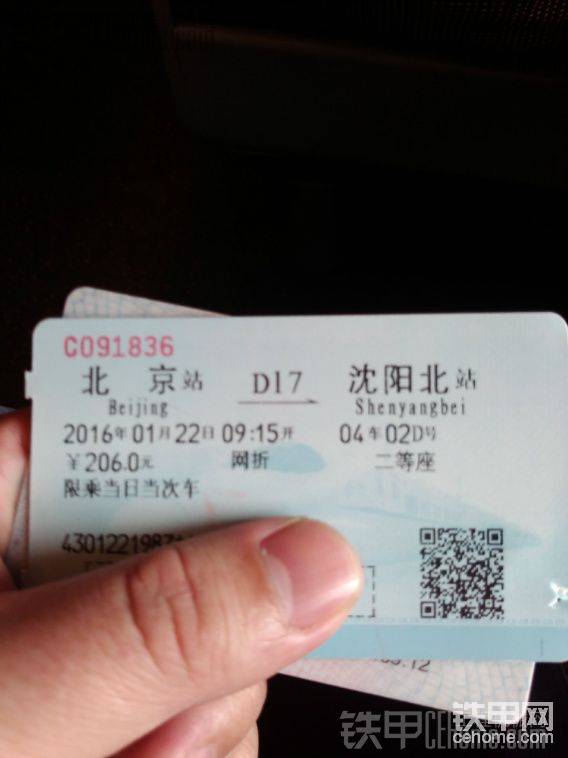 C091836
北京站 D17 沈阳北站
Beijing Shenyangbei
2016年01月22日 09:15开 04车02D号
￥206.0元 网折 二等座
限乘当日当次车
4301221987
铁甲网
cehome.com